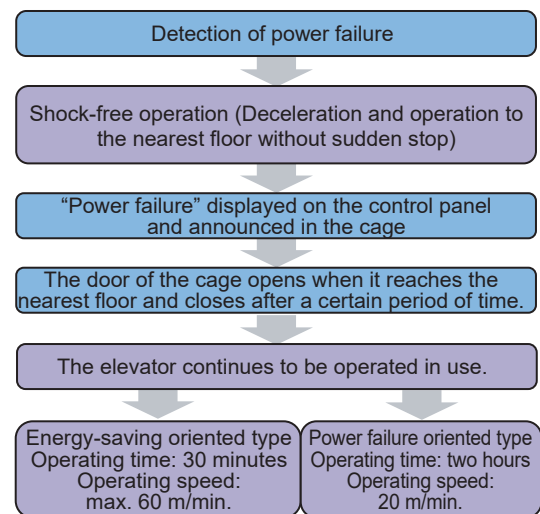 Detection of power failure
Shock-free operation (Deceleration and operation to
the nearest floor without sudden stop)
“Power failure” displayed on the control panel
and announced in the cage
The door of the cage opens when it reaches the
nearest floor and closes after a certain period of time.
The elevator continues to be operated in use.
Energy-saving oriented type
Operating time: 30 minutes
Operating speed:
max. 60 m/min.
Power failure oriented type
Operating time: two hours
Operating speed:
20 m/min.